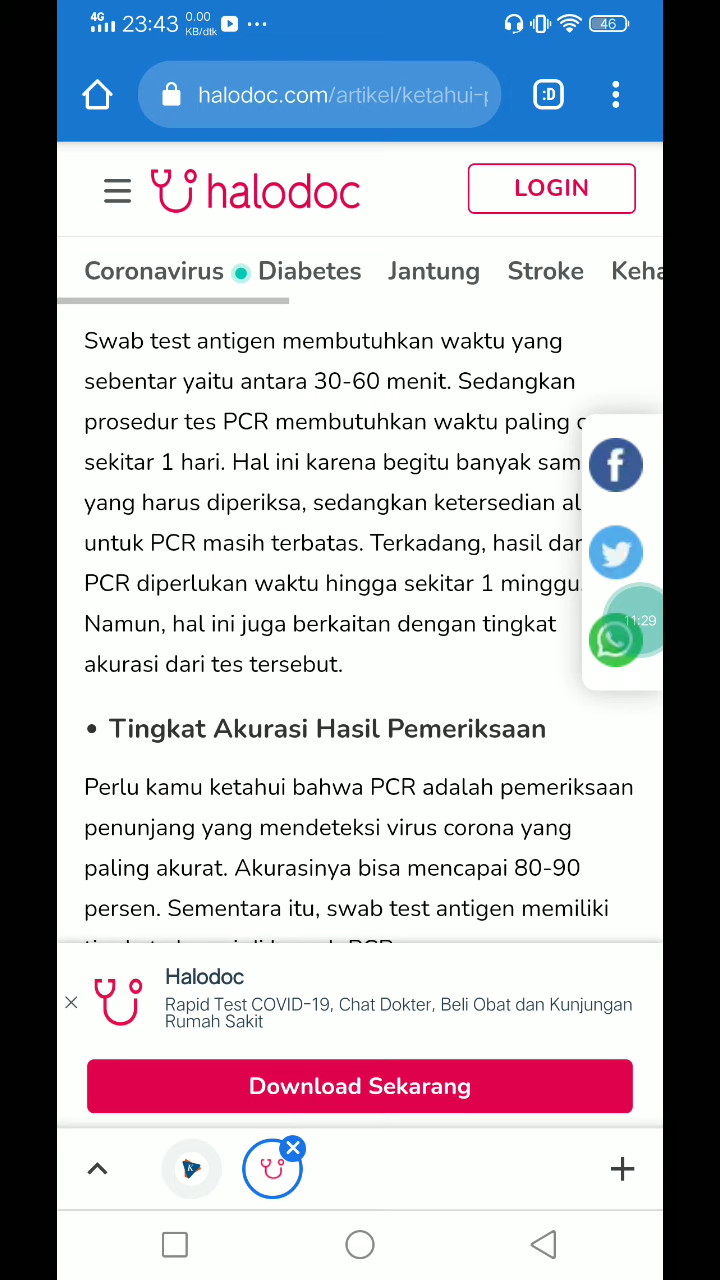 4G 23:43 0.00 KB/dtk ... 46
halodoc.com/artikel/ketahui-p
:D
halodoc LOGIN
Coronavirus Diabetes Jantung Stroke Keha
Swab test antigen membutuhkan waktu yang
sebentar yaitu antara 30-60 menit. Sedangkan
prosedur tes PCR membutuhkan waktu paling
sekitar 1 hari. Hal ini karena begitu banyak sam
yang harus diperiksa, sedangkan ketersedian al
untuk PCR masih terbatas. Terkadang, hasil dar
PCR diperlukan waktu hingga sekitar 1 minggu.
Namun, hal ini juga berkaitan dengan tingkat
akurasi dari tes tersebut.
11:29
• Tingkat Akurasi Hasil Pemeriksaan
Perlu kamu ketahui bahwa PCR adalah pemeriksaan
penunjang yang mendeteksi virus corona yang
paling akurat. Akurasinya bisa mencapai 80-90
persen. Sementara itu, swab test antigen memiliki
Halodoc
Rapid Test COVID-19, Chat Dokter, Beli Obat dan Kunjungan
Rumah Sakit
Download Sekarang
K